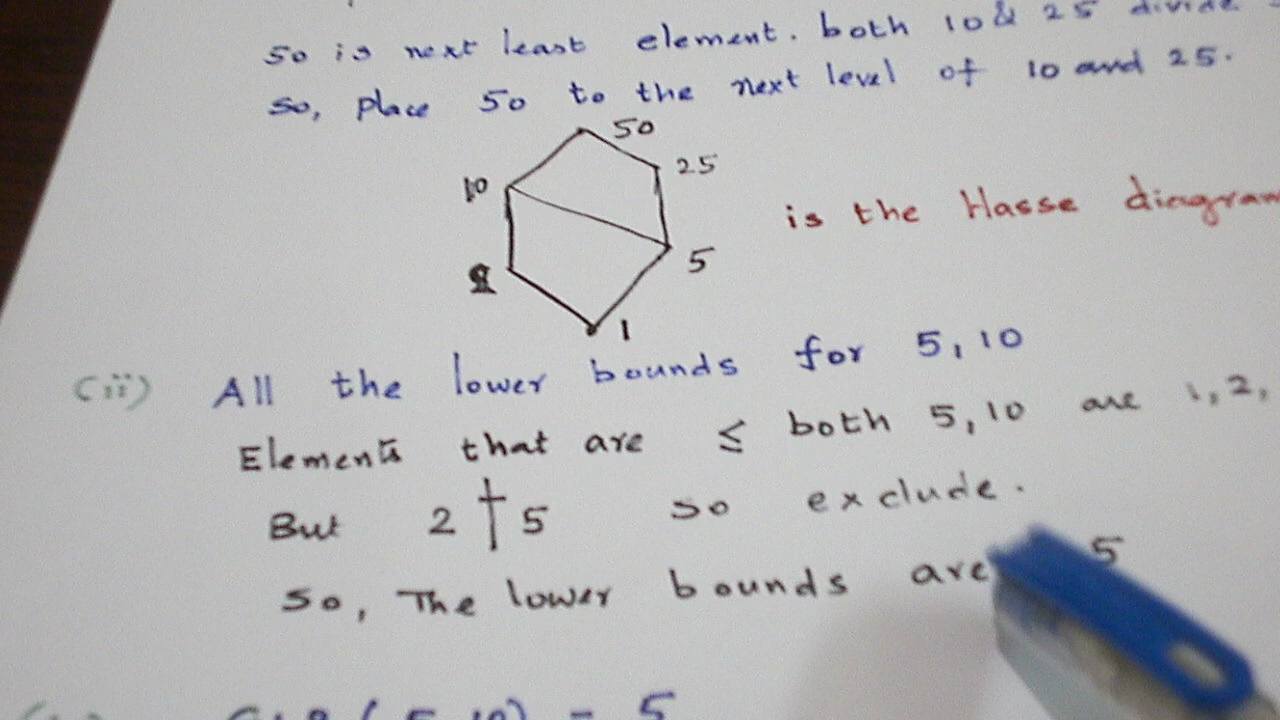 50 is next least element. both 10 & 25 divide
so, place 50 to the next level of 10 and 25.
50
25
10
is the Hasse diagram
5
2
1
(ii) All the lower bounds for 5, 10
Elements that are ≤ both 5, 10 are 1, 2,
But 2 ∤ 5 so exclude.
So, The lower bounds are 5
5